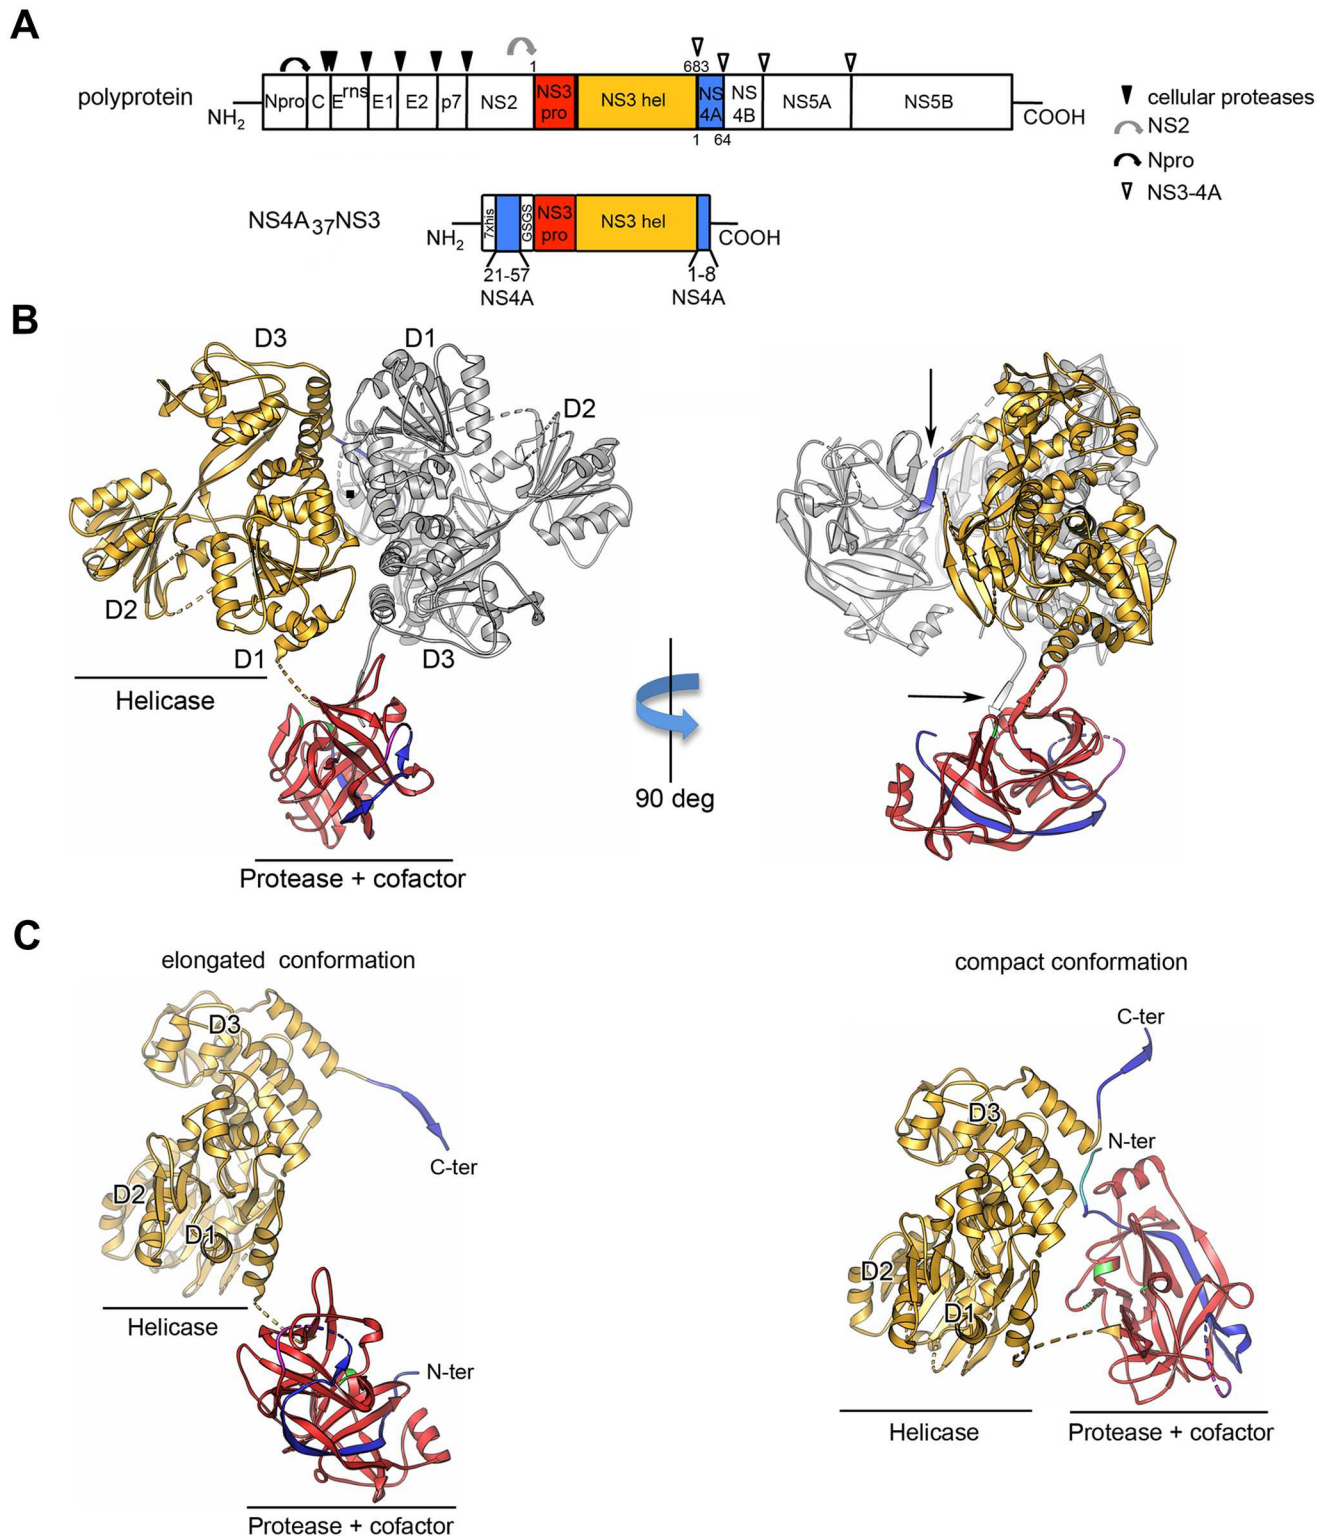 A
polyprotein
NH2
Npro
C
Erns
E1
E2
p7
NS2
1
NS3
pro
NS3 hel
683
NS
4A
NS
4B
NS5A
NS5B
COOH
1 64
cellular proteases
NS2
Npro
NS3-4A
NS4A37NS3
NH2
7xhis
GSGS
NS3
pro
NS3 hel
COOH
21-57
NS4A
1-8
NS4A
B
D3
D1
D2
D2
D1
D3
Helicase
Protease + cofactor
90 deg
C
elongated conformation
D3
D2
D1
C-ter
Helicase
N-ter
Protease + cofactor
compact conformation
C-ter
D3
N-ter
D2
D1
Helicase
Protease + cofactor